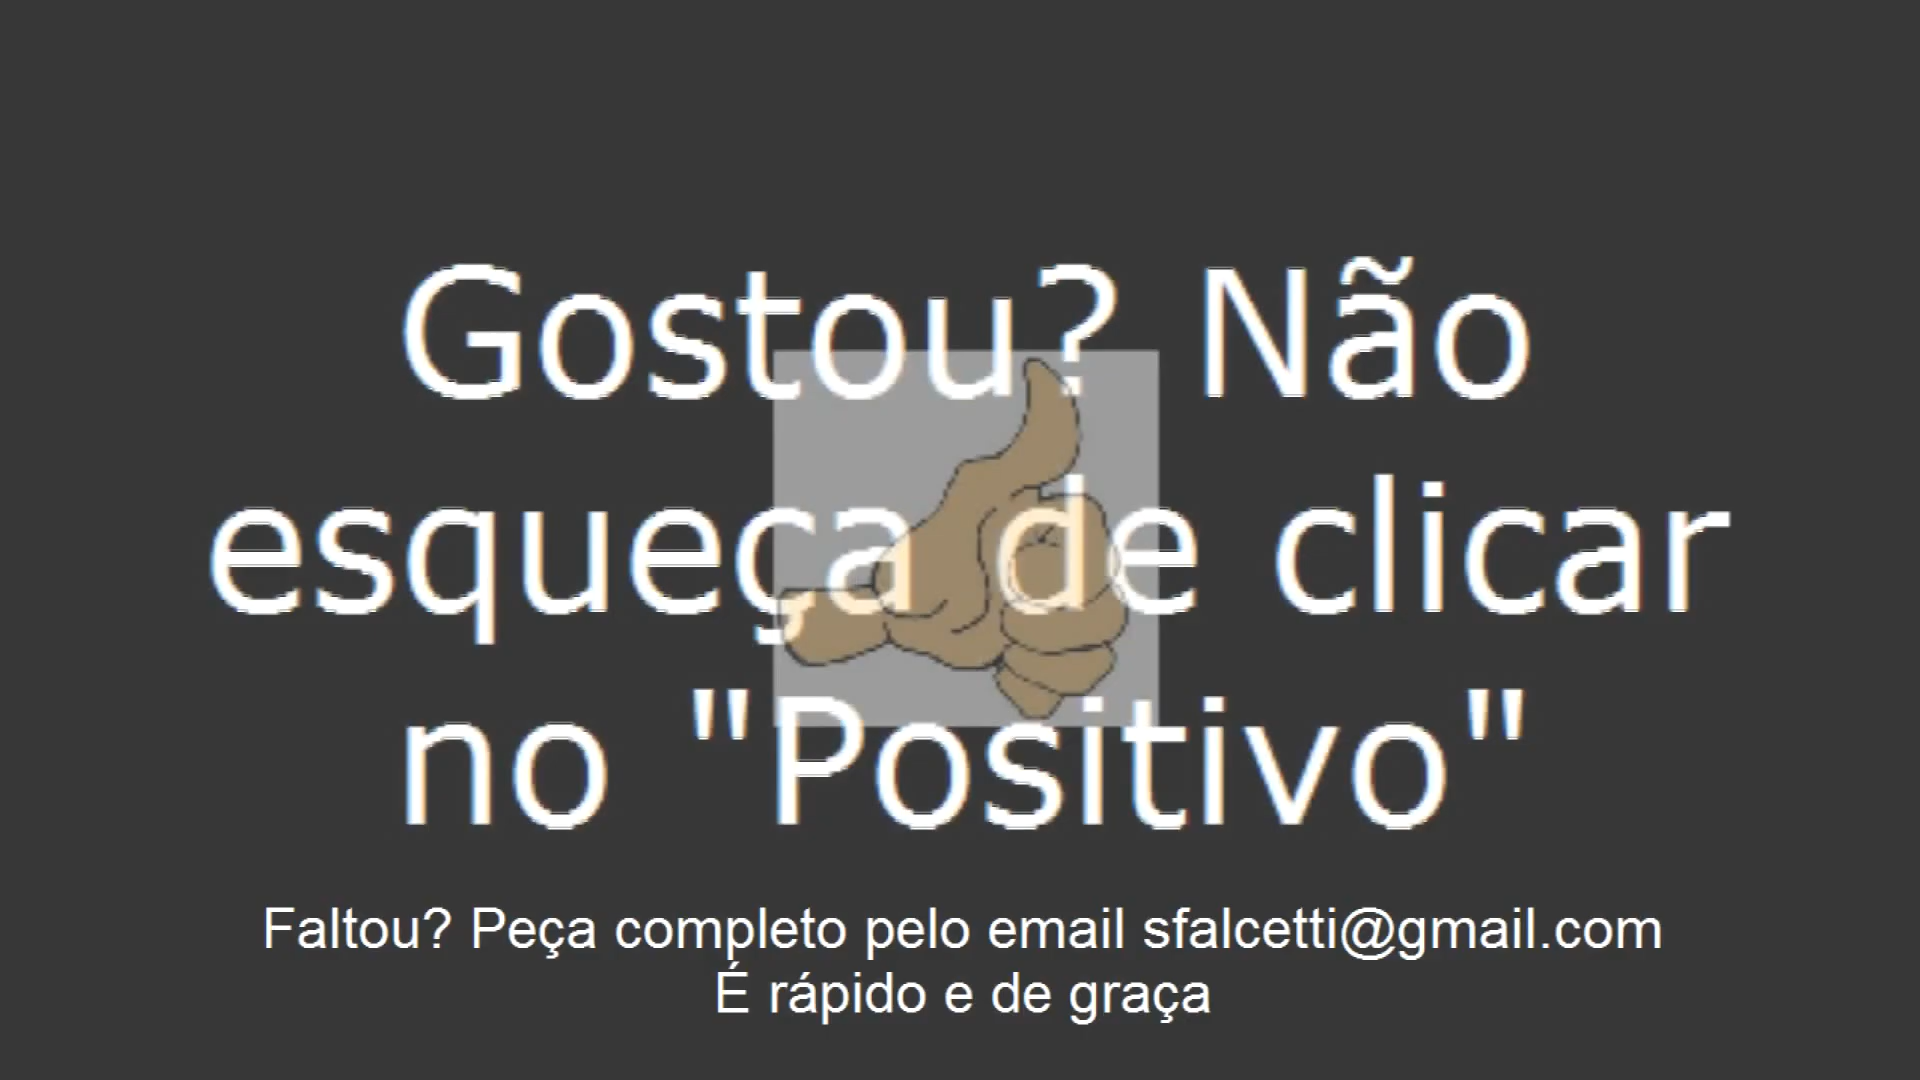 Gostou? Não
esqueça de clicar
no "Positivo"
Faltou? Peça completo pelo email sfalcetti@gmail.com
É rápido e de graça